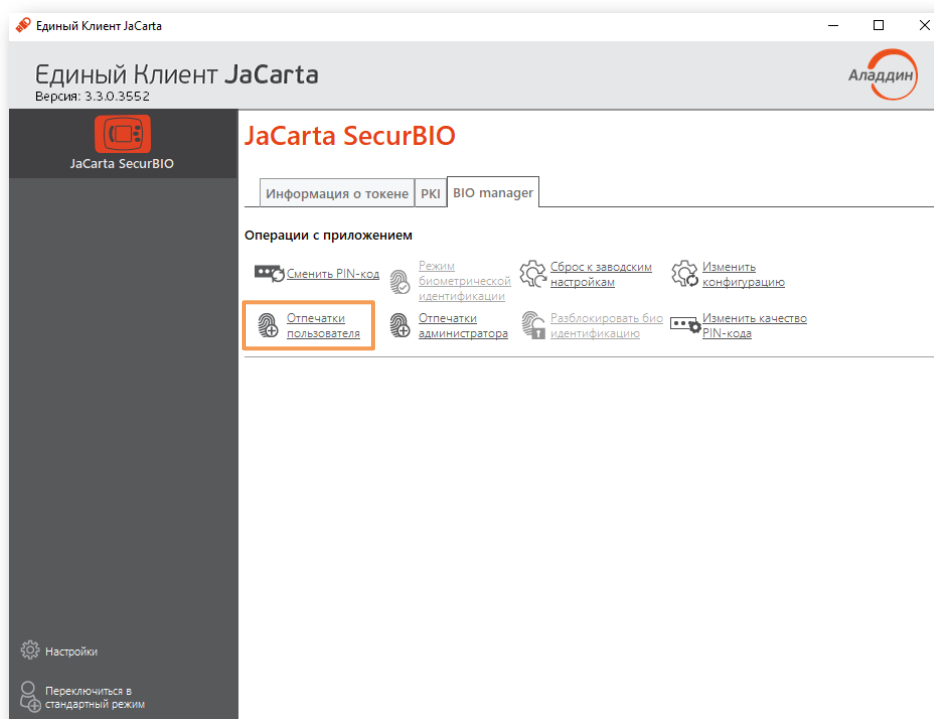 Единый Клиент JaCarta
Единый Клиент JaCarta
Версия: 3.3.0.3552
Аладдин
JaCarta SecurBIO
JaCarta SecurBIO
Информация о токене
PKI
BIO manager
Операции с приложением
Сменить PIN-код
Режим
биометрической
идентификации
Сброс к заводским
настройкам
Изменить
конфигурацию
Отпечатки
пользователя
Отпечатки
администратора
Разблокировать био
идентификацию
Изменить качество
PIN-кода
Настройки
Переключиться в
стандартный режим